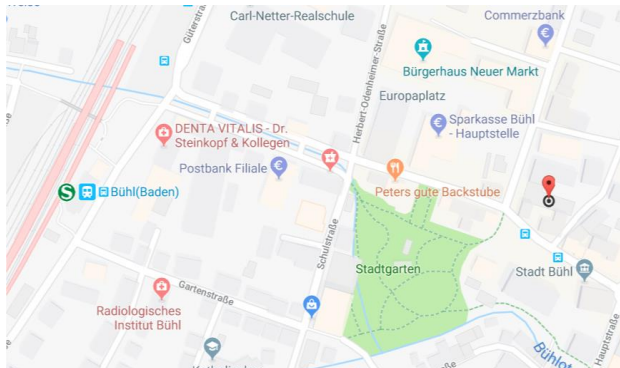 Carl-Netter-Realschule
Commerzbank
Bürgerhaus Neuer Markt
Herbert-Odenheimer-Straße
Europaplatz
DENTA VITALIS - Dr.
Steinkopf & Kollegen
Sparkasse Bühl
- Hauptstelle
Postbank Filiale
S
Bühl(Baden)
Peters gute Backstube
Schulstraße
Stadtgarten
Stadt Bühl
Gartenstraße
Radiologisches
Institut Bühl
Hauptstraße